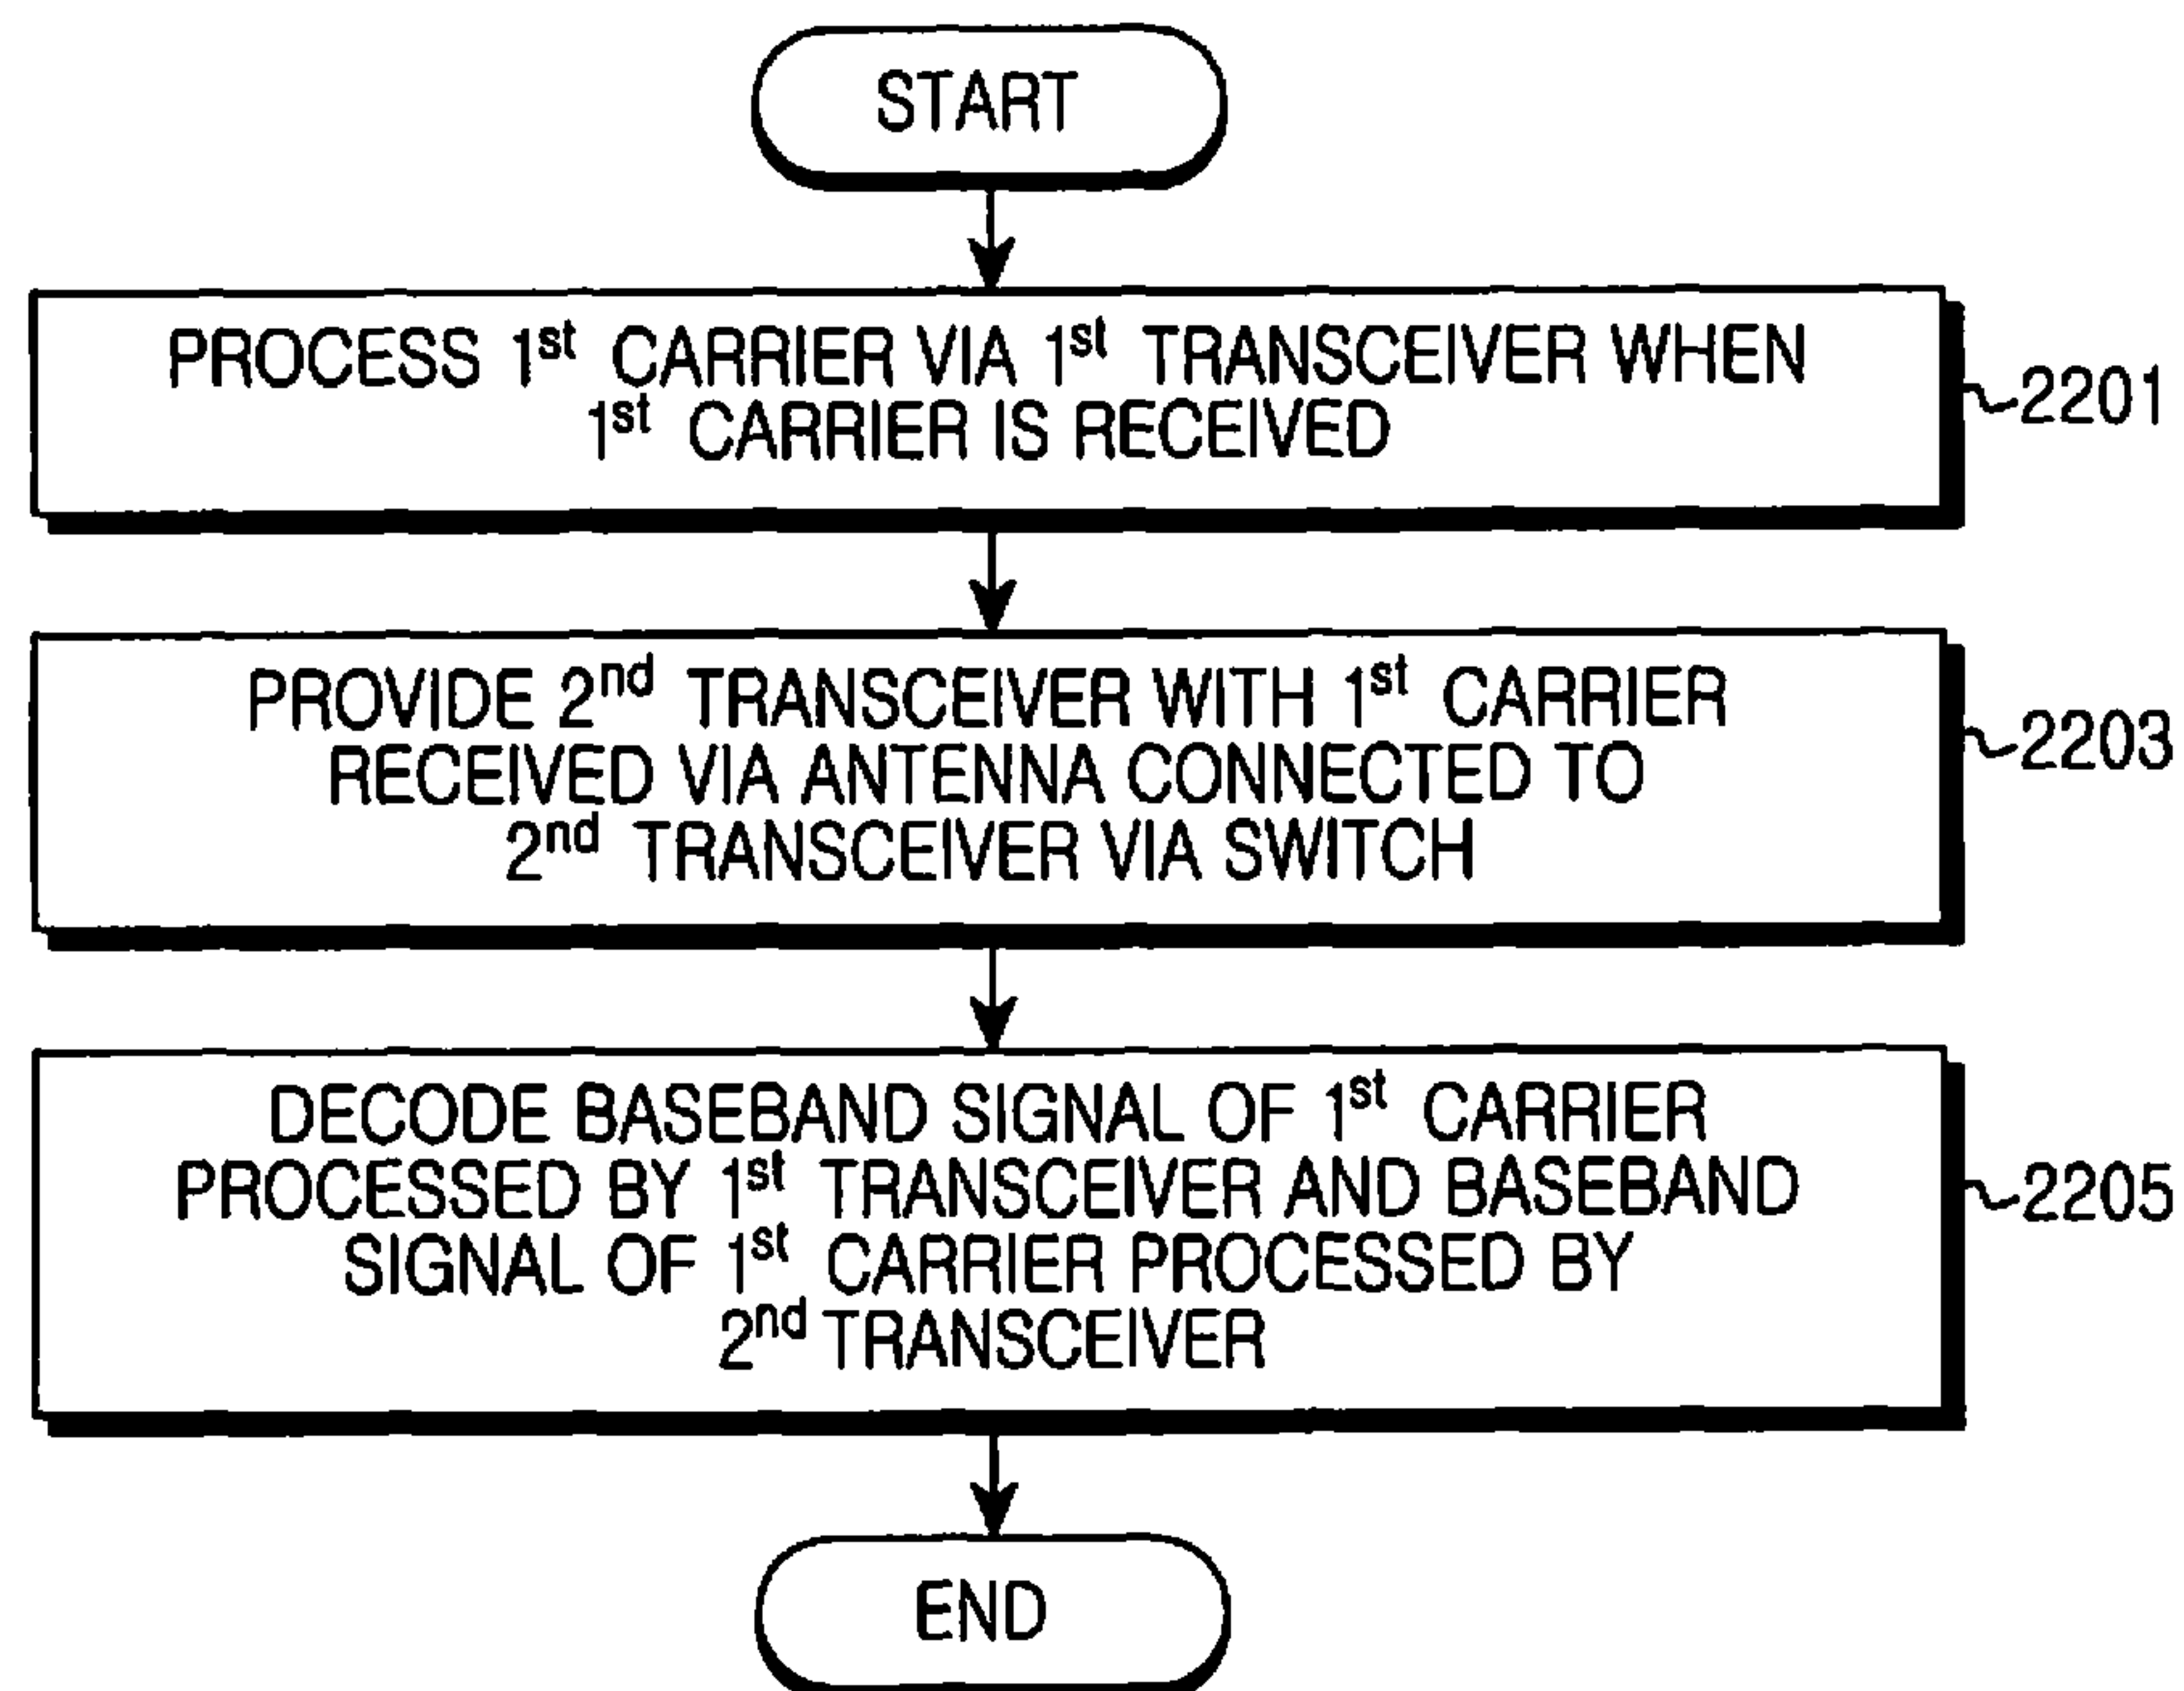 START
PROCESS 1st CARRIER VIA 1st TRANSCEIVER WHEN
1st CARRIER IS RECEIVED
2201
PROVIDE 2nd TRANSCEIVER WITH 1st CARRIER
RECEIVED VIA ANTENNA CONNECTED TO
2nd TRANSCEIVER VIA SWITCH
2203
DECODE BASEBAND SIGNAL OF 1st CARRIER
PROCESSED BY 1st TRANSCEIVER AND BASEBAND
SIGNAL OF 1st CARRIER PROCESSED BY
2nd TRANSCEIVER
2205
END